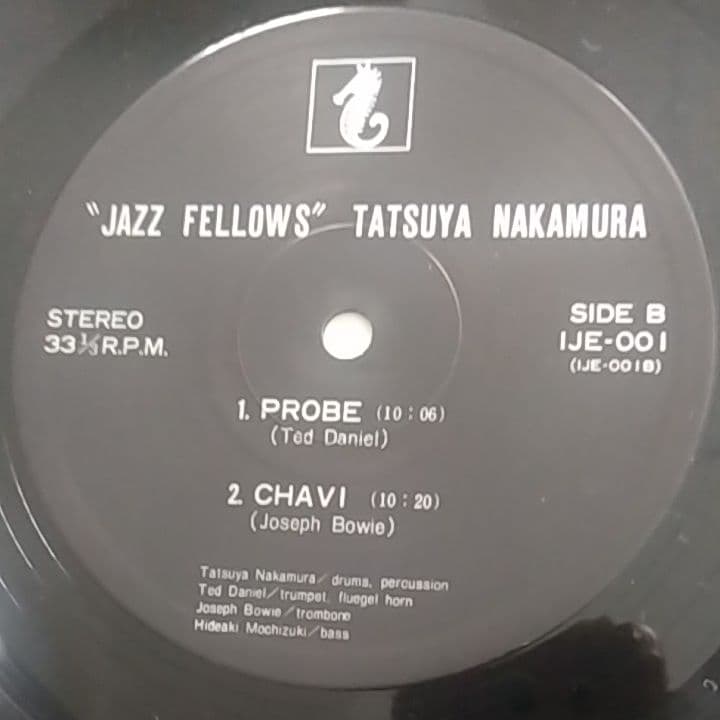 "JAZZ FELLOWS" TATSUYA NAKAMURA
STEREO
33⅓R.P.M.
SIDE B
IJE-001
(IJE-001B)
1. PROBE (10:06)
(Ted Daniel)
2. CHAVI (10:20)
(Joseph Bowie)
Tatsuya Nakamura/drums, percussion
Ted Daniel/trumpet, fluegel horn
Joseph Bowie/trombone
Hideaki Mochizuki/bass